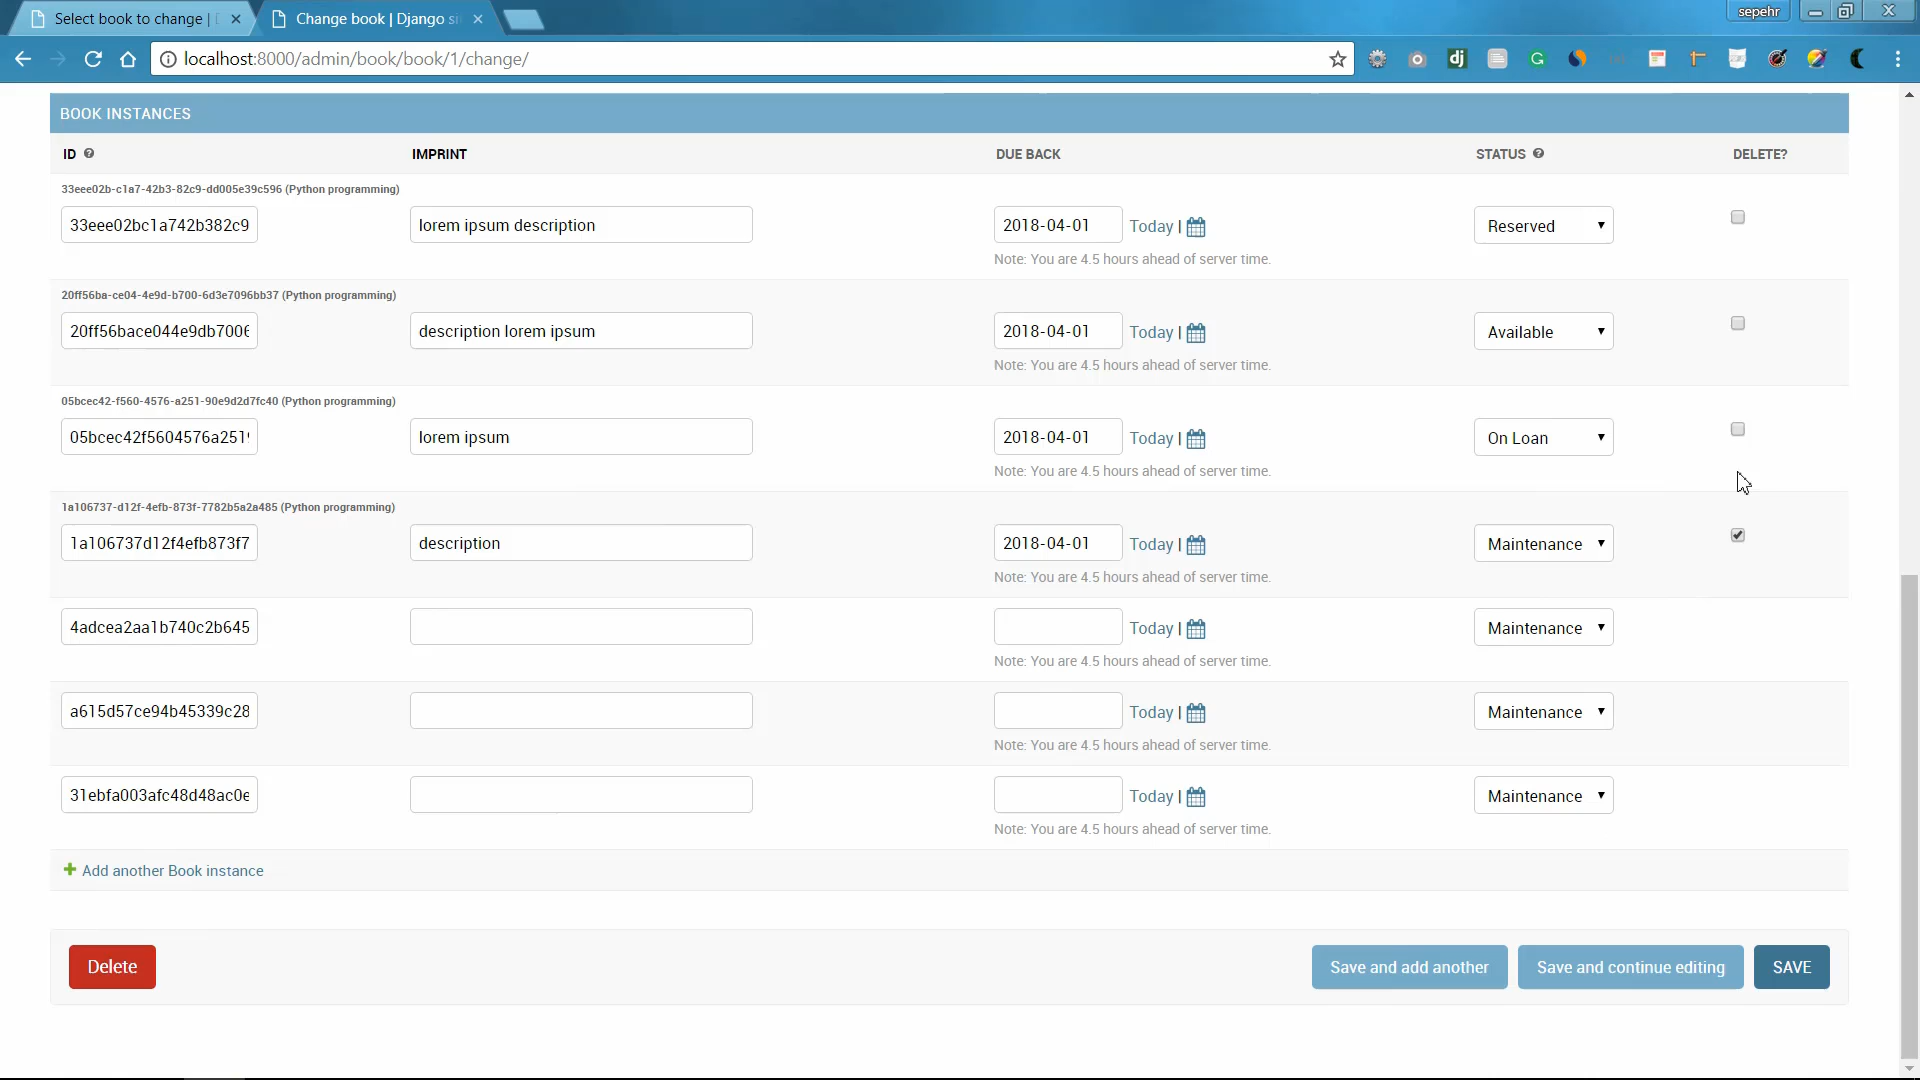 Select book to change |
Change book | Django si
sepehr
localhost:8000/admin/book/book/1/change/
BOOK INSTANCES
ID IMPRINT DUE BACK STATUS DELETE?
33eee02b-c1a7-42b3-82c9-dd005e39c596 (Python programming)
33eee02bc1a742b382c9 lorem ipsum description 2018-04-01 Today | Reserved
Note: You are 4.5 hours ahead of server time.
20ff56ba-ce04-4e9d-b700-6d3e7096bb37 (Python programming)
20ff56bace044e9db7006 description lorem ipsum 2018-04-01 Today | Available
Note: You are 4.5 hours ahead of server time.
05bcec42-f560-4576-a251-90e9d2d7fc40 (Python programming)
05bcec42f5604576a251 lorem ipsum 2018-04-01 Today | On Loan
Note: You are 4.5 hours ahead of server time.
1a106737-d12f-4efb-873f-7782b5a2a485 (Python programming)
1a106737d12f4efb873f7 description 2018-04-01 Today | Maintenance
Note: You are 4.5 hours ahead of server time.
4adcea2aa1b740c2b645 Today | Maintenance
Note: You are 4.5 hours ahead of server time.
a615d57ce94b45339c28 Today | Maintenance
Note: You are 4.5 hours ahead of server time.
31ebfa003afc48d48ac0e Today | Maintenance
Note: You are 4.5 hours ahead of server time.
Add another Book instance
Delete Save and add another Save and continue editing SAVE